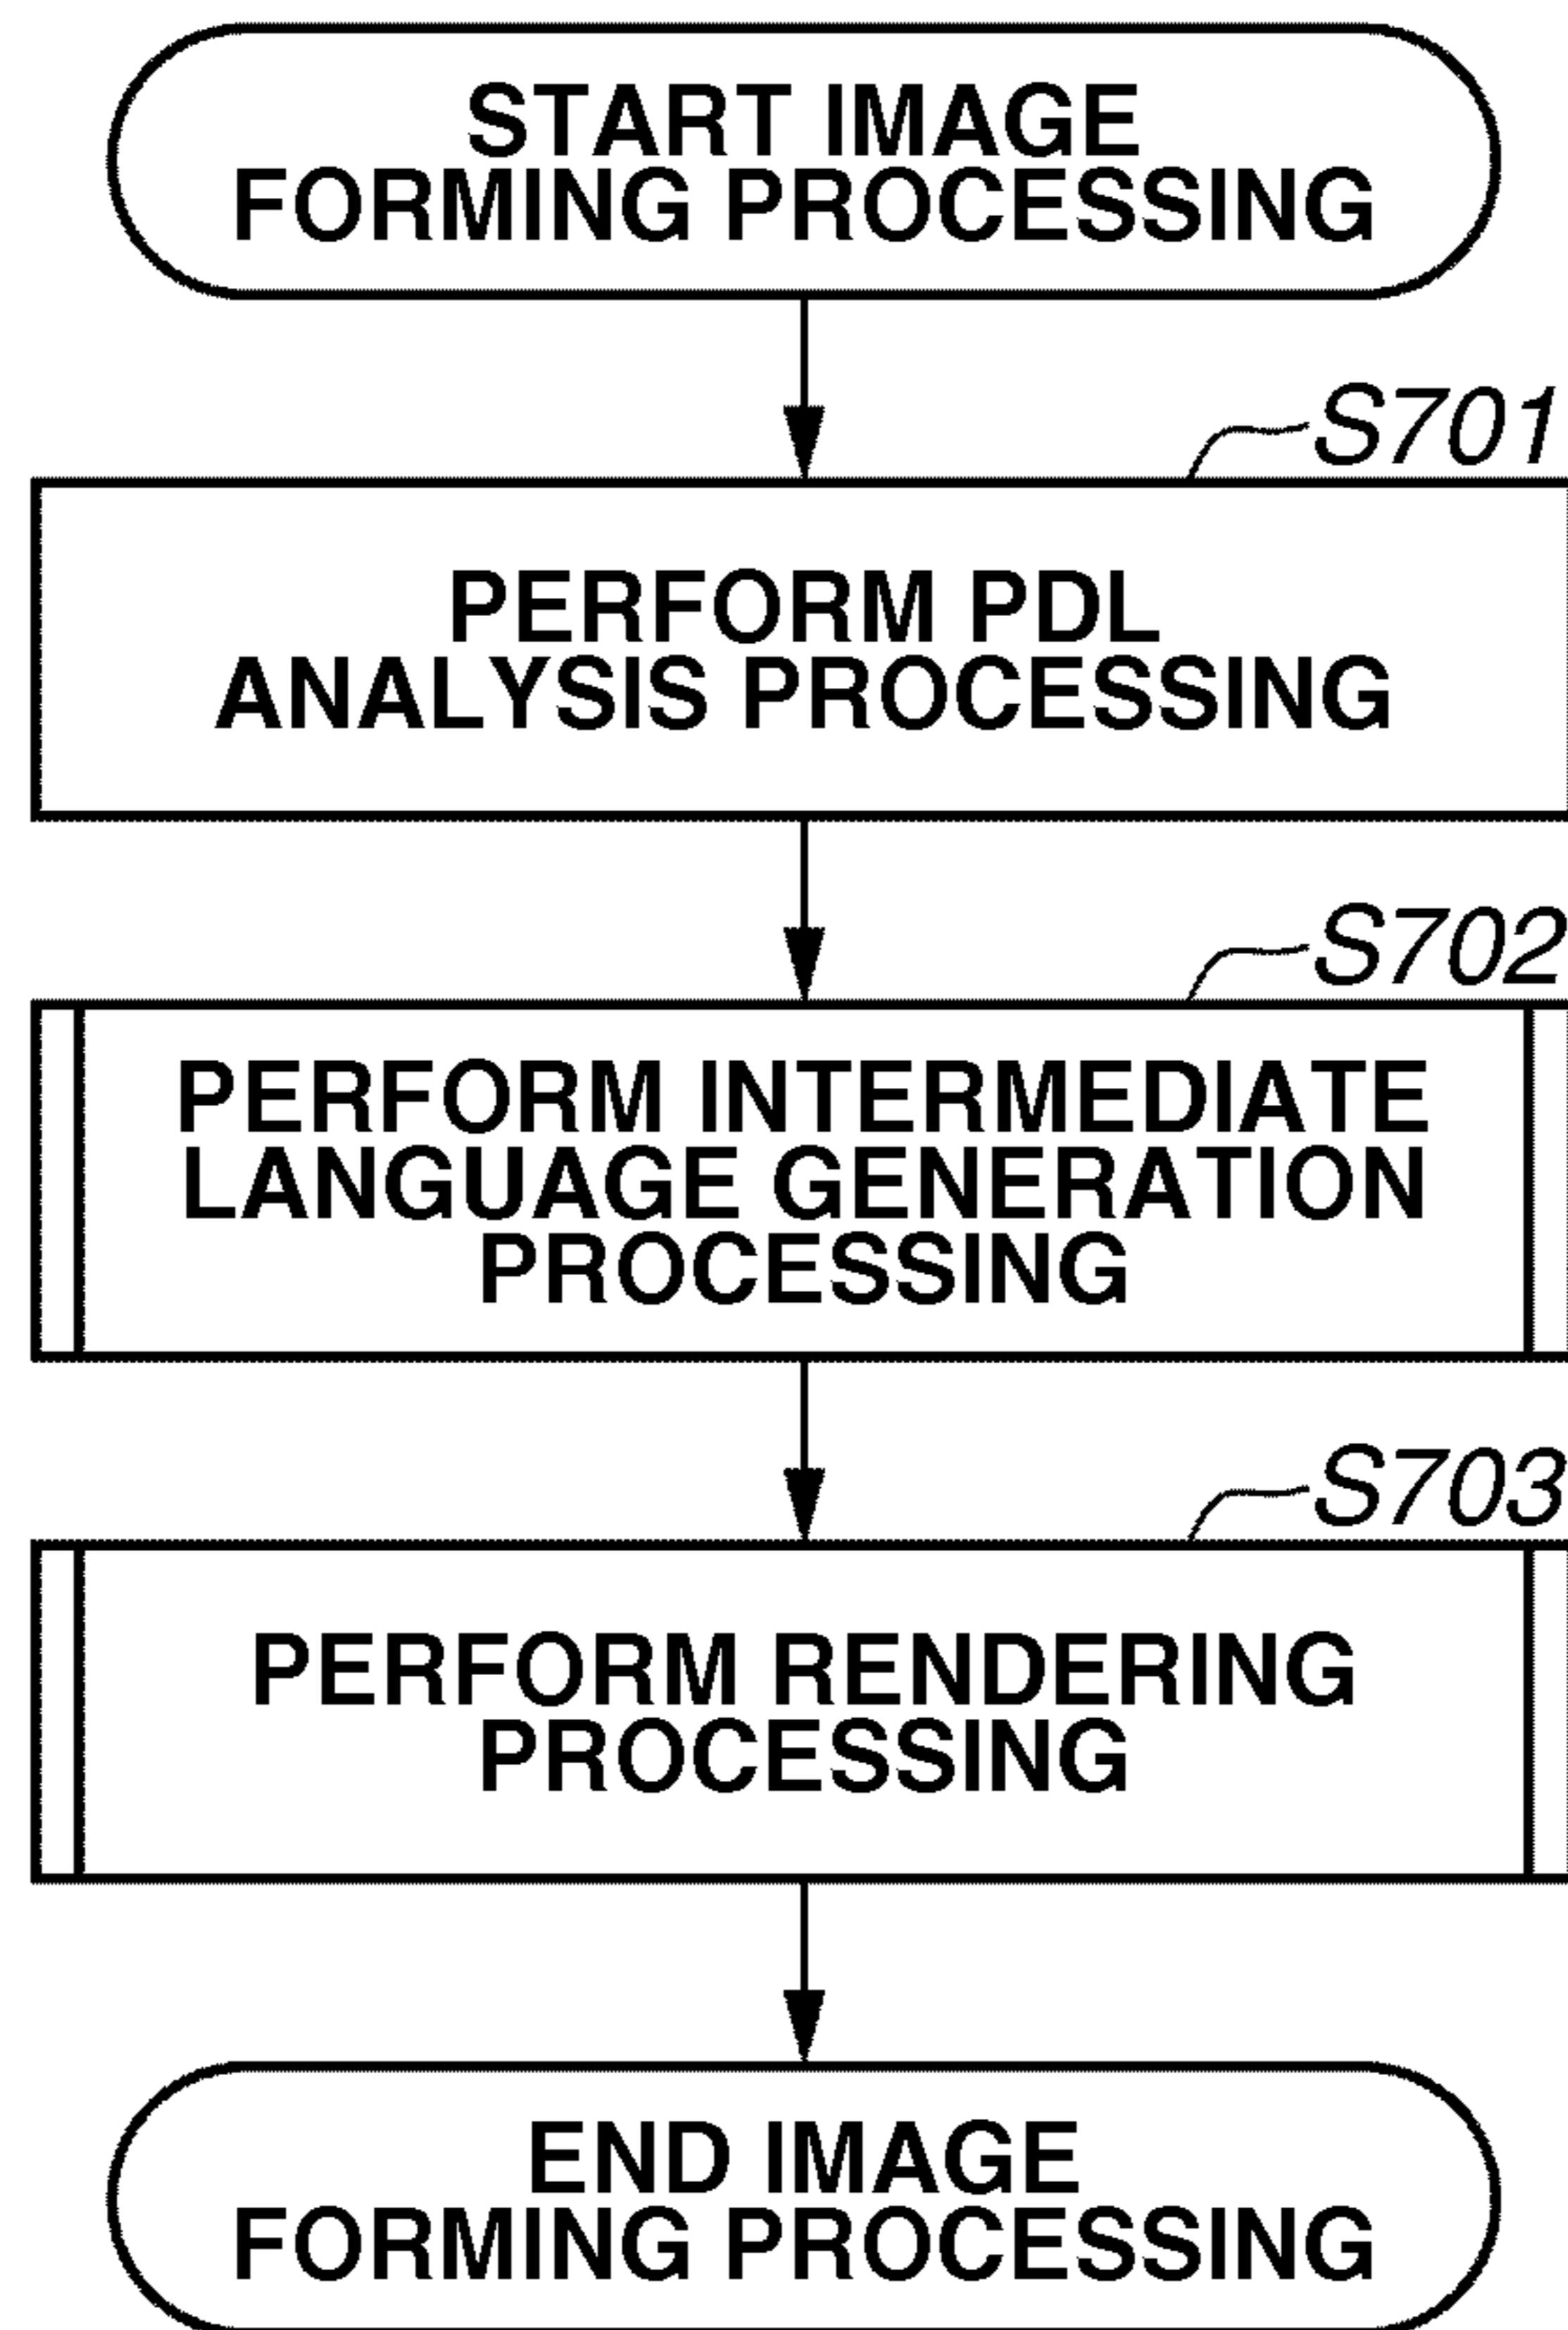 START IMAGE
FORMING PROCESSING
S701
PERFORM PDL
ANALYSIS PROCESSING
S702
PERFORM INTERMEDIATE
LANGUAGE GENERATION
PROCESSING
S703
PERFORM RENDERING
PROCESSING
END IMAGE
FORMING PROCESSING